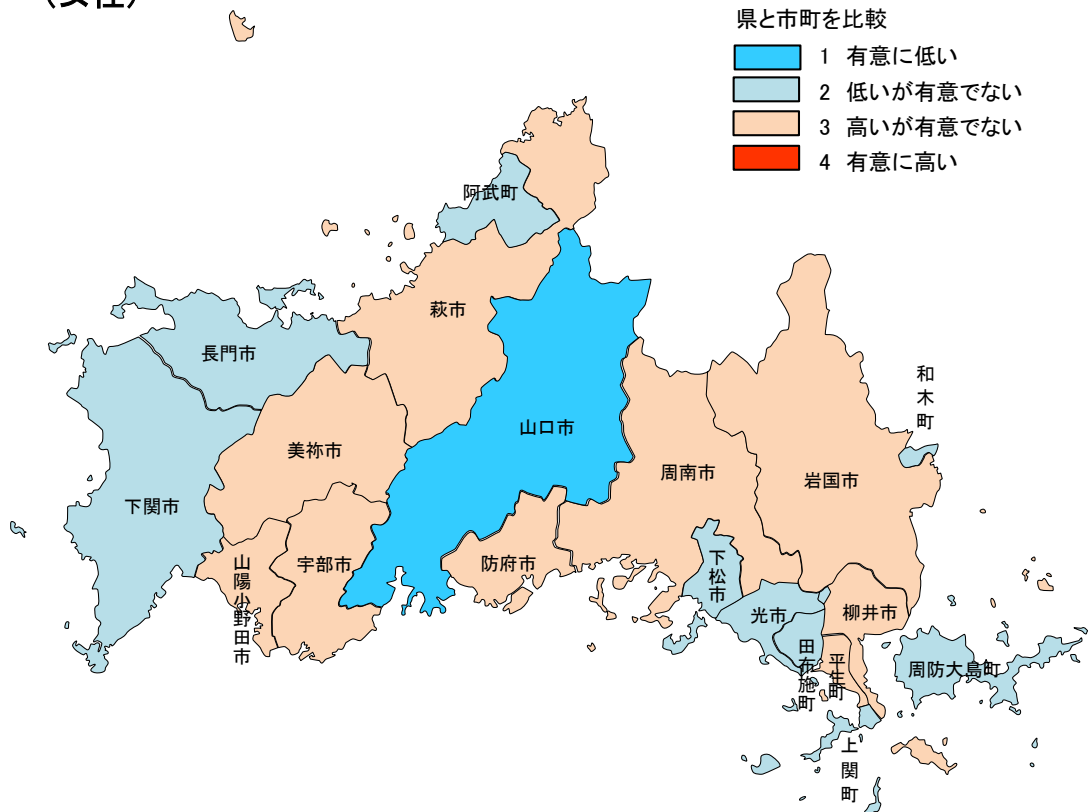 (女性)
県と市町を比較
1 有意に低い
2 低いが有意でない
3 高いが有意でない
4 有意に高い
阿武町
萩市
長門市
和木町
山口市
美祢市
周南市
岩国市
下関市
宇部市
防府市
山陽小野田市
下松市
光市
柳井市
田布施町
平生町
周防大島町
上関町